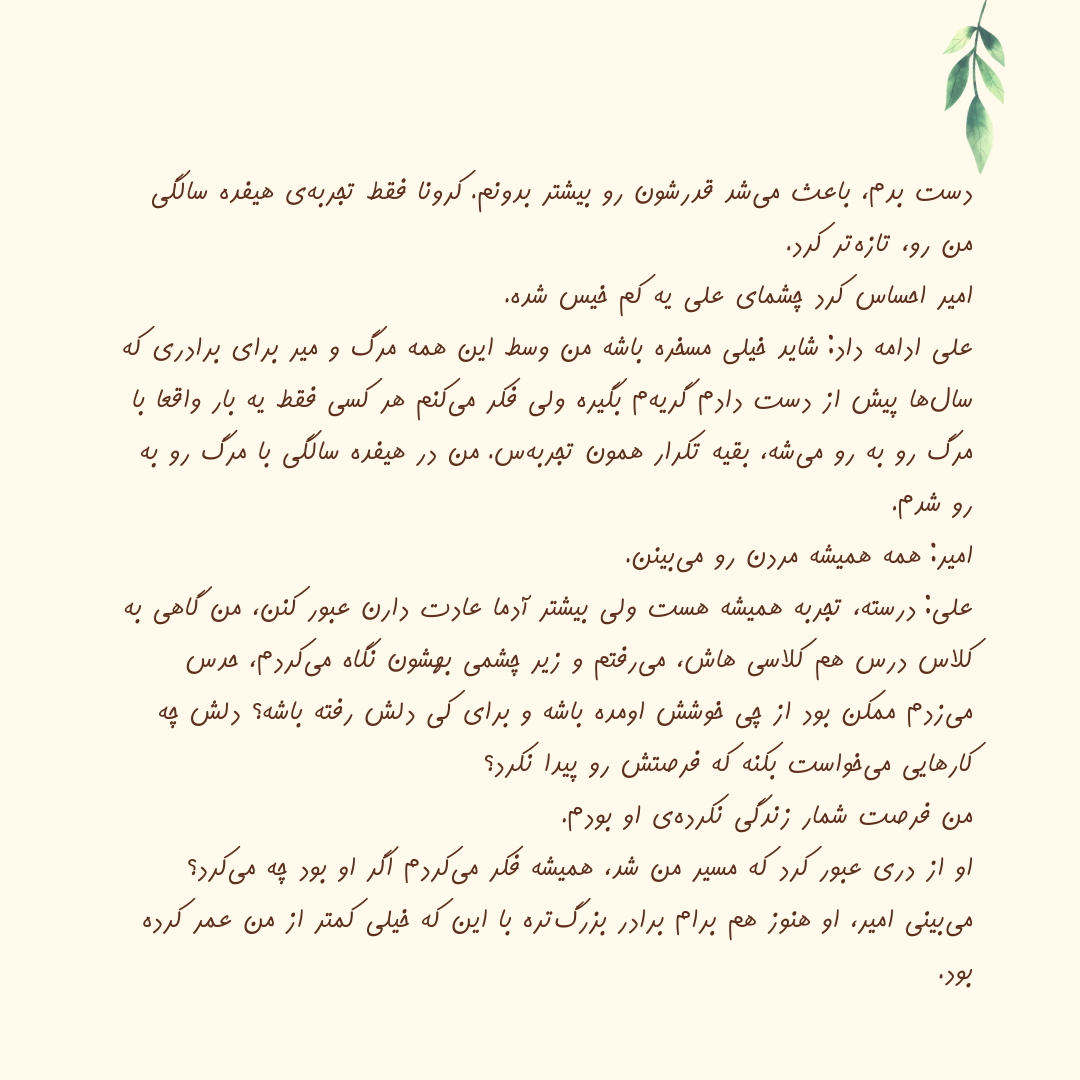 دست بدم، باعث می‌شد قدرشون رو بیشتر بدونم. کرونا فقط تجربه‌ی هیفده سالگی
من رو، تازه‌تر کرد.
امیر احساس کرد چشمای علی یه کم خیس شده.
علی ادامه داد: شاید خیلی مسخره باشه من وسط این همه مرگ و میر برای برادری که
سال‌ها پیش از دست دادم گریه‌م بگیره ولی فکر می‌کنم هر کسی فقط یه بار واقعا با
مرگ رو به رو می‌شه، بقیه تکرار همون تجربه‌س. من در هیفده سالگی با مرگ رو به
رو شدم.
امیر: همه همیشه مردن رو می‌بینن.
علی: درسته، تجربه همیشه هست ولی بیشتر آدما عادت دارن عبور کنن، من گاهی به
کلاس درس هم کلاسی هاش، می‌رفتم و زیر چشمی بهشون نگاه می‌کردم، حدس
می‌زدم ممکن بود از چی خوشش اومده باشه و برای کی دلش رفته باشه؟ دلش چه
کارهایی می‌خواست بکنه که فرصتش رو پیدا نکرد؟
من فرصت شمار زندگی نکرده‌ی او بودم.
او از دری عبور کرد که مسیر من شد، همیشه فکر می‌کردم اگر او بود چه می‌کرد؟
می‌بینی امیر، او هنوز هم برام برادر بزرگ‌تره با این که خیلی کمتر از من عمر کرده
بود.